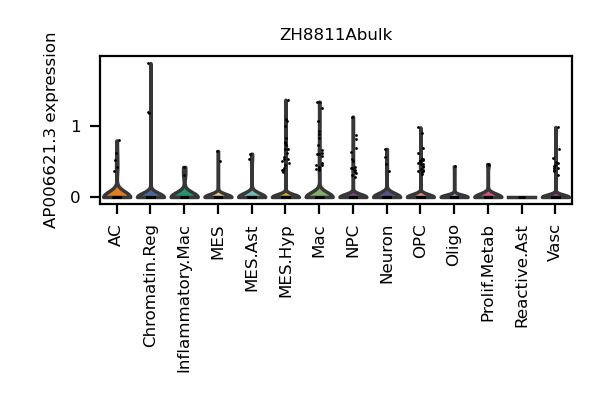 ZH8811Abulk
AP006621.3 expression
1
0
AC
Chromatin.Reg
Inflammatory.Mac
MES
MES.Ast
MES.Hyp
Mac
NPC
Neuron
OPC
Oligo
Prolif.Metab
Reactive.Ast
Vasc